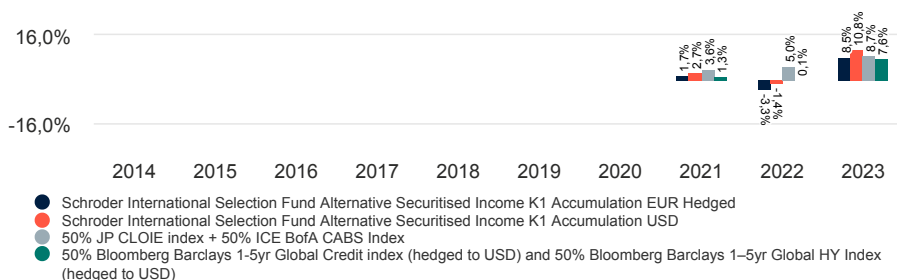 16,0%
-16,0%
1,7%
2,7%
3,6%
1,3%
-3,3%
-1,4%
5,0%
0,1%
8,5%
10,8%
8,7%
7,6%
2014 2015 2016 2017 2018 2019 2020 2021 2022 2023
Schroder International Selection Fund Alternative Securitised Income K1 Accumulation EUR Hedged
Schroder International Selection Fund Alternative Securitised Income K1 Accumulation USD
50% JP CLOIE index + 50% ICE BofA CABS Index
50% Bloomberg Barclays 1-5yr Global Credit index (hedged to USD) and 50% Bloomberg Barclays 1–5yr Global HY Index
(hedged to USD)